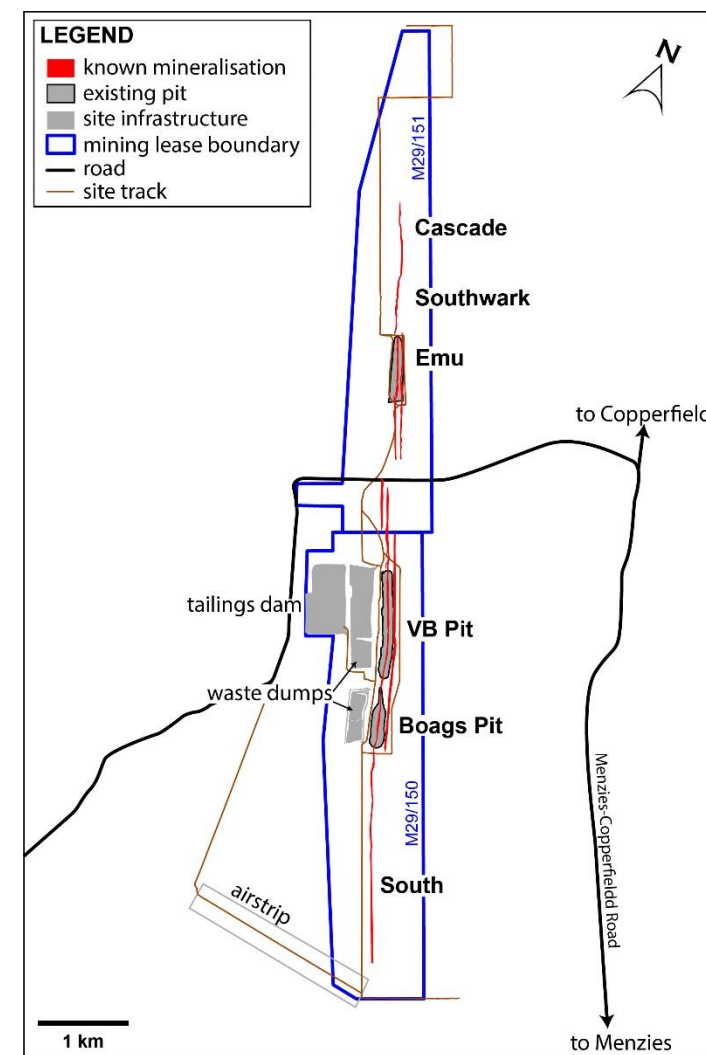 LEGEND
known mineralisation
existing pit
site infrastructure
mining lease boundary
road
site track
N
M29/151
Cascade
Southwark
Emu
to Copperfield
tailings dam
VB Pit
waste dumps
Boags Pit
M29/150
Menzies-Copperfieldd Road
South
airstrip
1 km
to Menzies